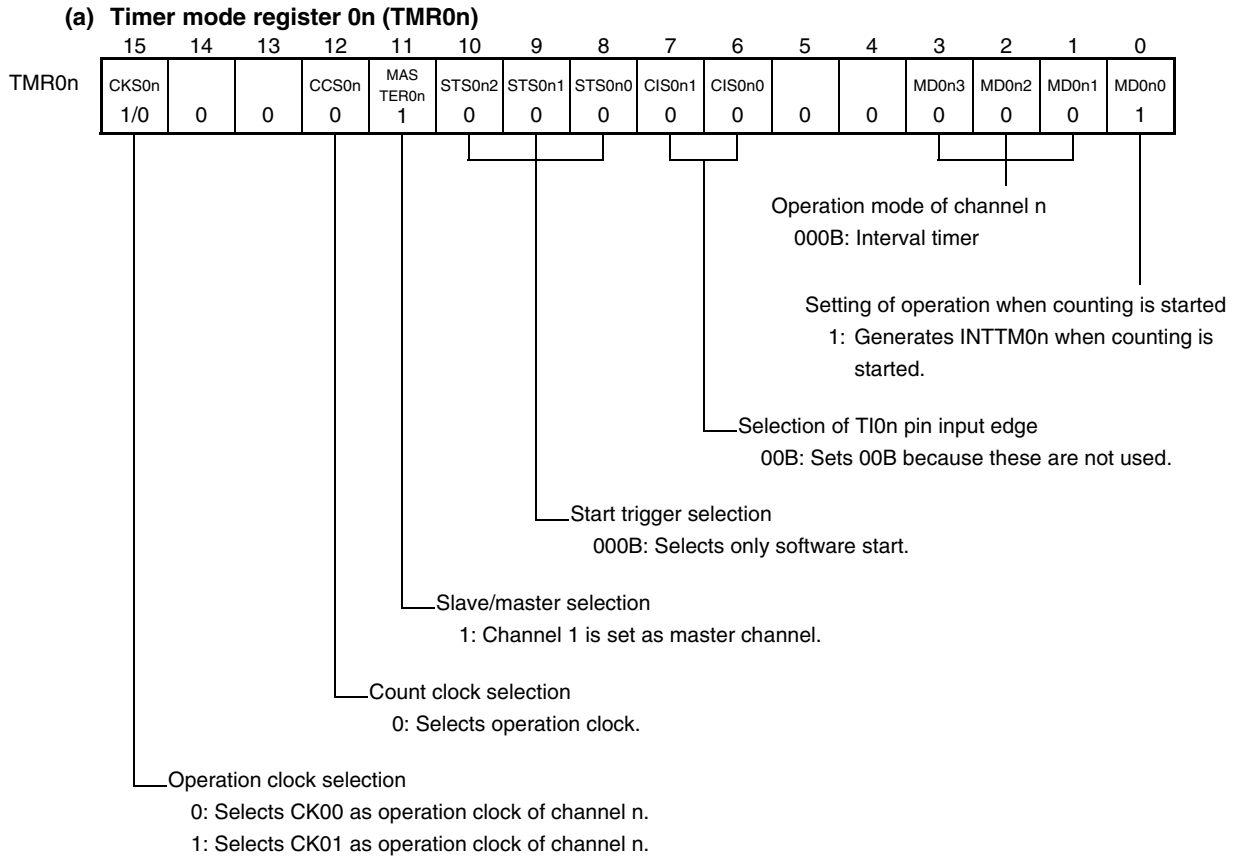 (a) Timer mode register 0n (TMR0n)
15 14 13 12 11 10 9 8 7 6 5 4 3 2 1 0
TMR0n
CKS0n CCS0n MAS TER0n STS0n2 STS0n1 STS0n0 CIS0n1 CIS0n0 MD0n3 MD0n2 MD0n1 MD0n0
1/0 0 0 0 1 0 0 0 0 0 0 0 0 0 0 1
Operation mode of channel n
000B: Interval timer
Setting of operation when counting is started
1: Generates INTTM0n when counting is
started.
Selection of TI0n pin input edge
00B: Sets 00B because these are not used.
Start trigger selection
000B: Selects only software start.
Slave/master selection
1: Channel 1 is set as master channel.
Count clock selection
0: Selects operation clock.
Operation clock selection
0: Selects CK00 as operation clock of channel n.
1: Selects CK01 as operation clock of channel n.